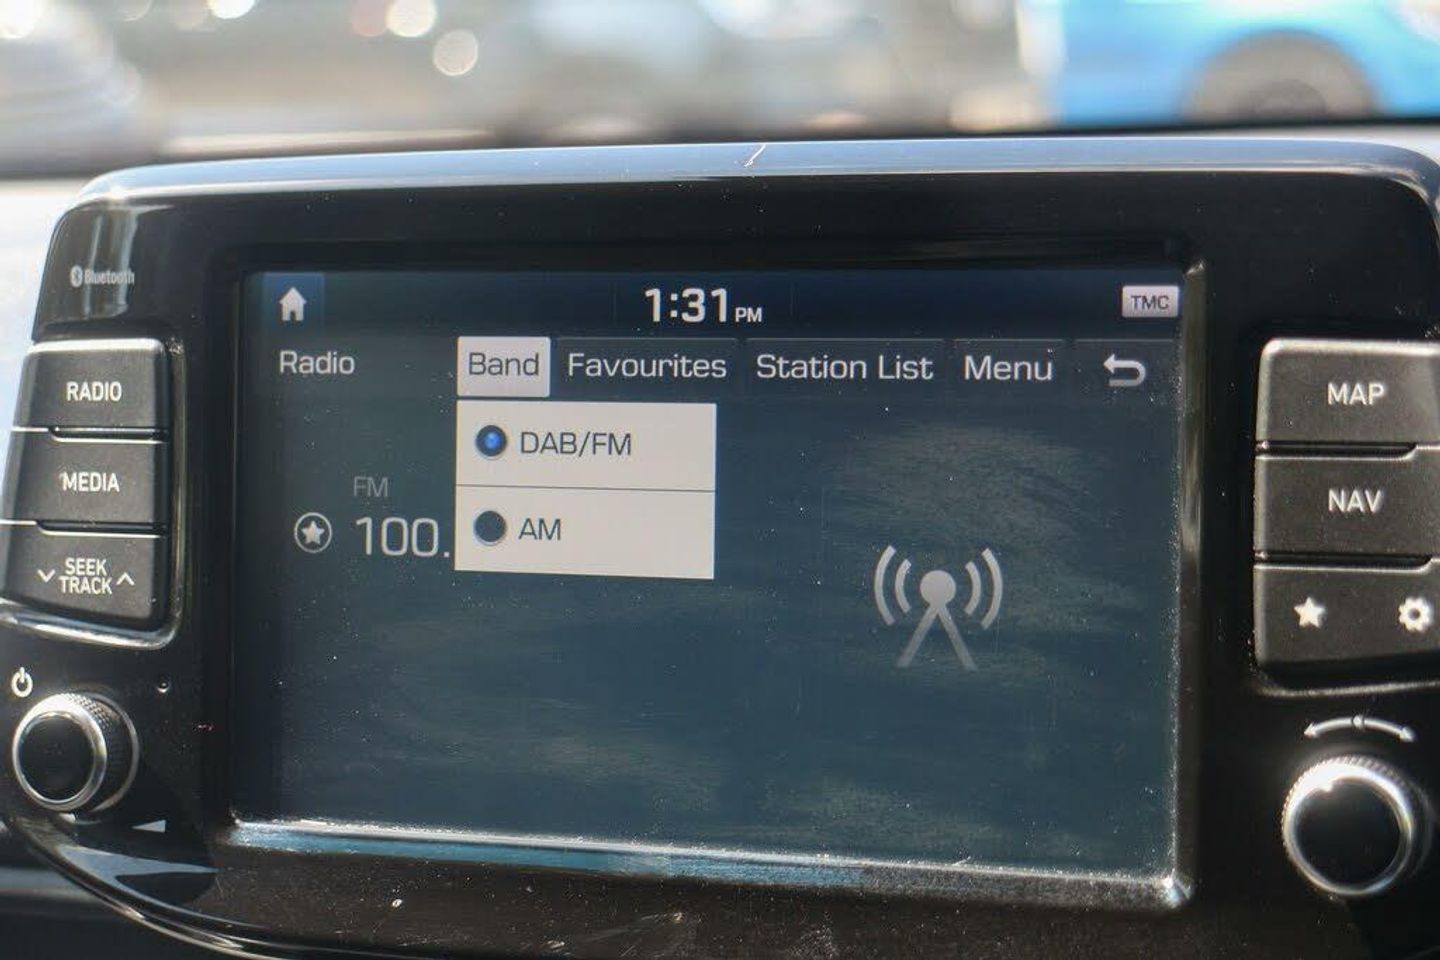 Bluetooth
1:31 PM
TMC
Radio
Band
Favourites
Station List
Menu
RADIO
MEDIA
SEEK
TRACK
DAB/FM
AM
FM
100.
MAP
NAV